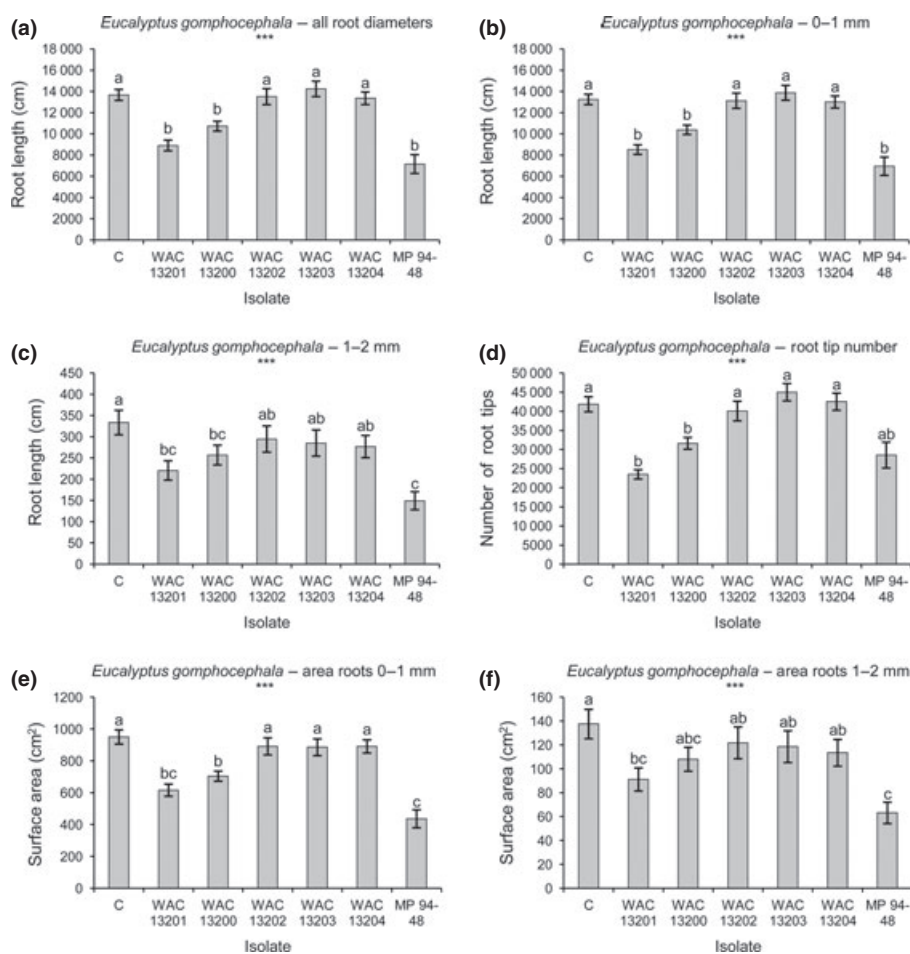 (a) Eucalyptus gomphocephala – all root diameters
***
18 000
16 000
14 000
12 000
10 000
8000
6000
4000
2000
0
Root length (cm)
a b b a a a b
C WAC 13201 WAC 13200 WAC 13202 WAC 13203 WAC 13204 MP 94-48
Isolate
(b) Eucalyptus gomphocephala – 0–1 mm
***
18 000
16 000
14 000
12 000
10 000
8000
6000
4000
2000
0
Root length (cm)
a b b a a a b
C WAC 13201 WAC 13200 WAC 13202 WAC 13203 WAC 13204 MP 94-48
Isolate
(c) Eucalyptus gomphocephala – 1–2 mm
***
450
400
350
300
250
200
150
100
50
0
Root length (cm)
a bc bc ab ab ab c
C WAC 13201 WAC 13200 WAC 13202 WAC 13203 WAC 13204 MP 94-48
Isolate
(d) Eucalyptus gomphocephala – root tip number
***
50 000
45 000
40 000
35 000
30 000
25 000
20 000
15 000
10 000
5000
0
Number of root tips
a b b a a a ab
C WAC 13201 WAC 13200 WAC 13202 WAC 13203 WAC 13204 MP 94-48
Isolate
(e) Eucalyptus gomphocephala – area roots 0–1 mm
***
1200
1000
800
600
400
200
0
Surface area (cm²)
a bc b a a a c
C WAC 13201 WAC 13200 WAC 13202 WAC 13203 WAC 13204 MP 94-48
Isolate
(f) Eucalyptus gomphocephala – area roots 1–2 mm
***
160
140
120
100
80
60
40
20
0
Surface area (cm²)
a bc abc ab ab ab c
C WAC 13201 WAC 13200 WAC 13202 WAC 13203 WAC 13204 MP 94-48
Isolate